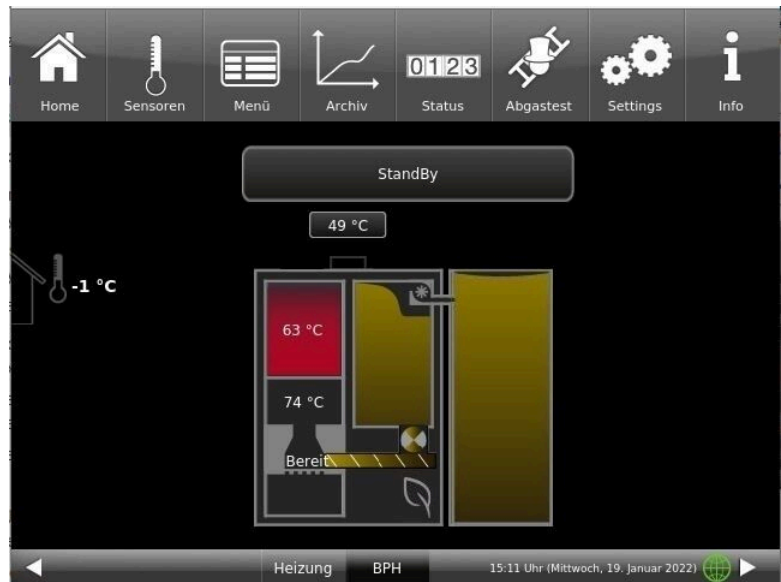 Home Sensoren Menü Archiv 0123 Status Abgastest Settings Info
StandBy
49 °C
-1 °C
63 °C
74 °C
Bereit
Heizung BPH 15:11 Uhr (Mittwoch, 19. Januar 2022)